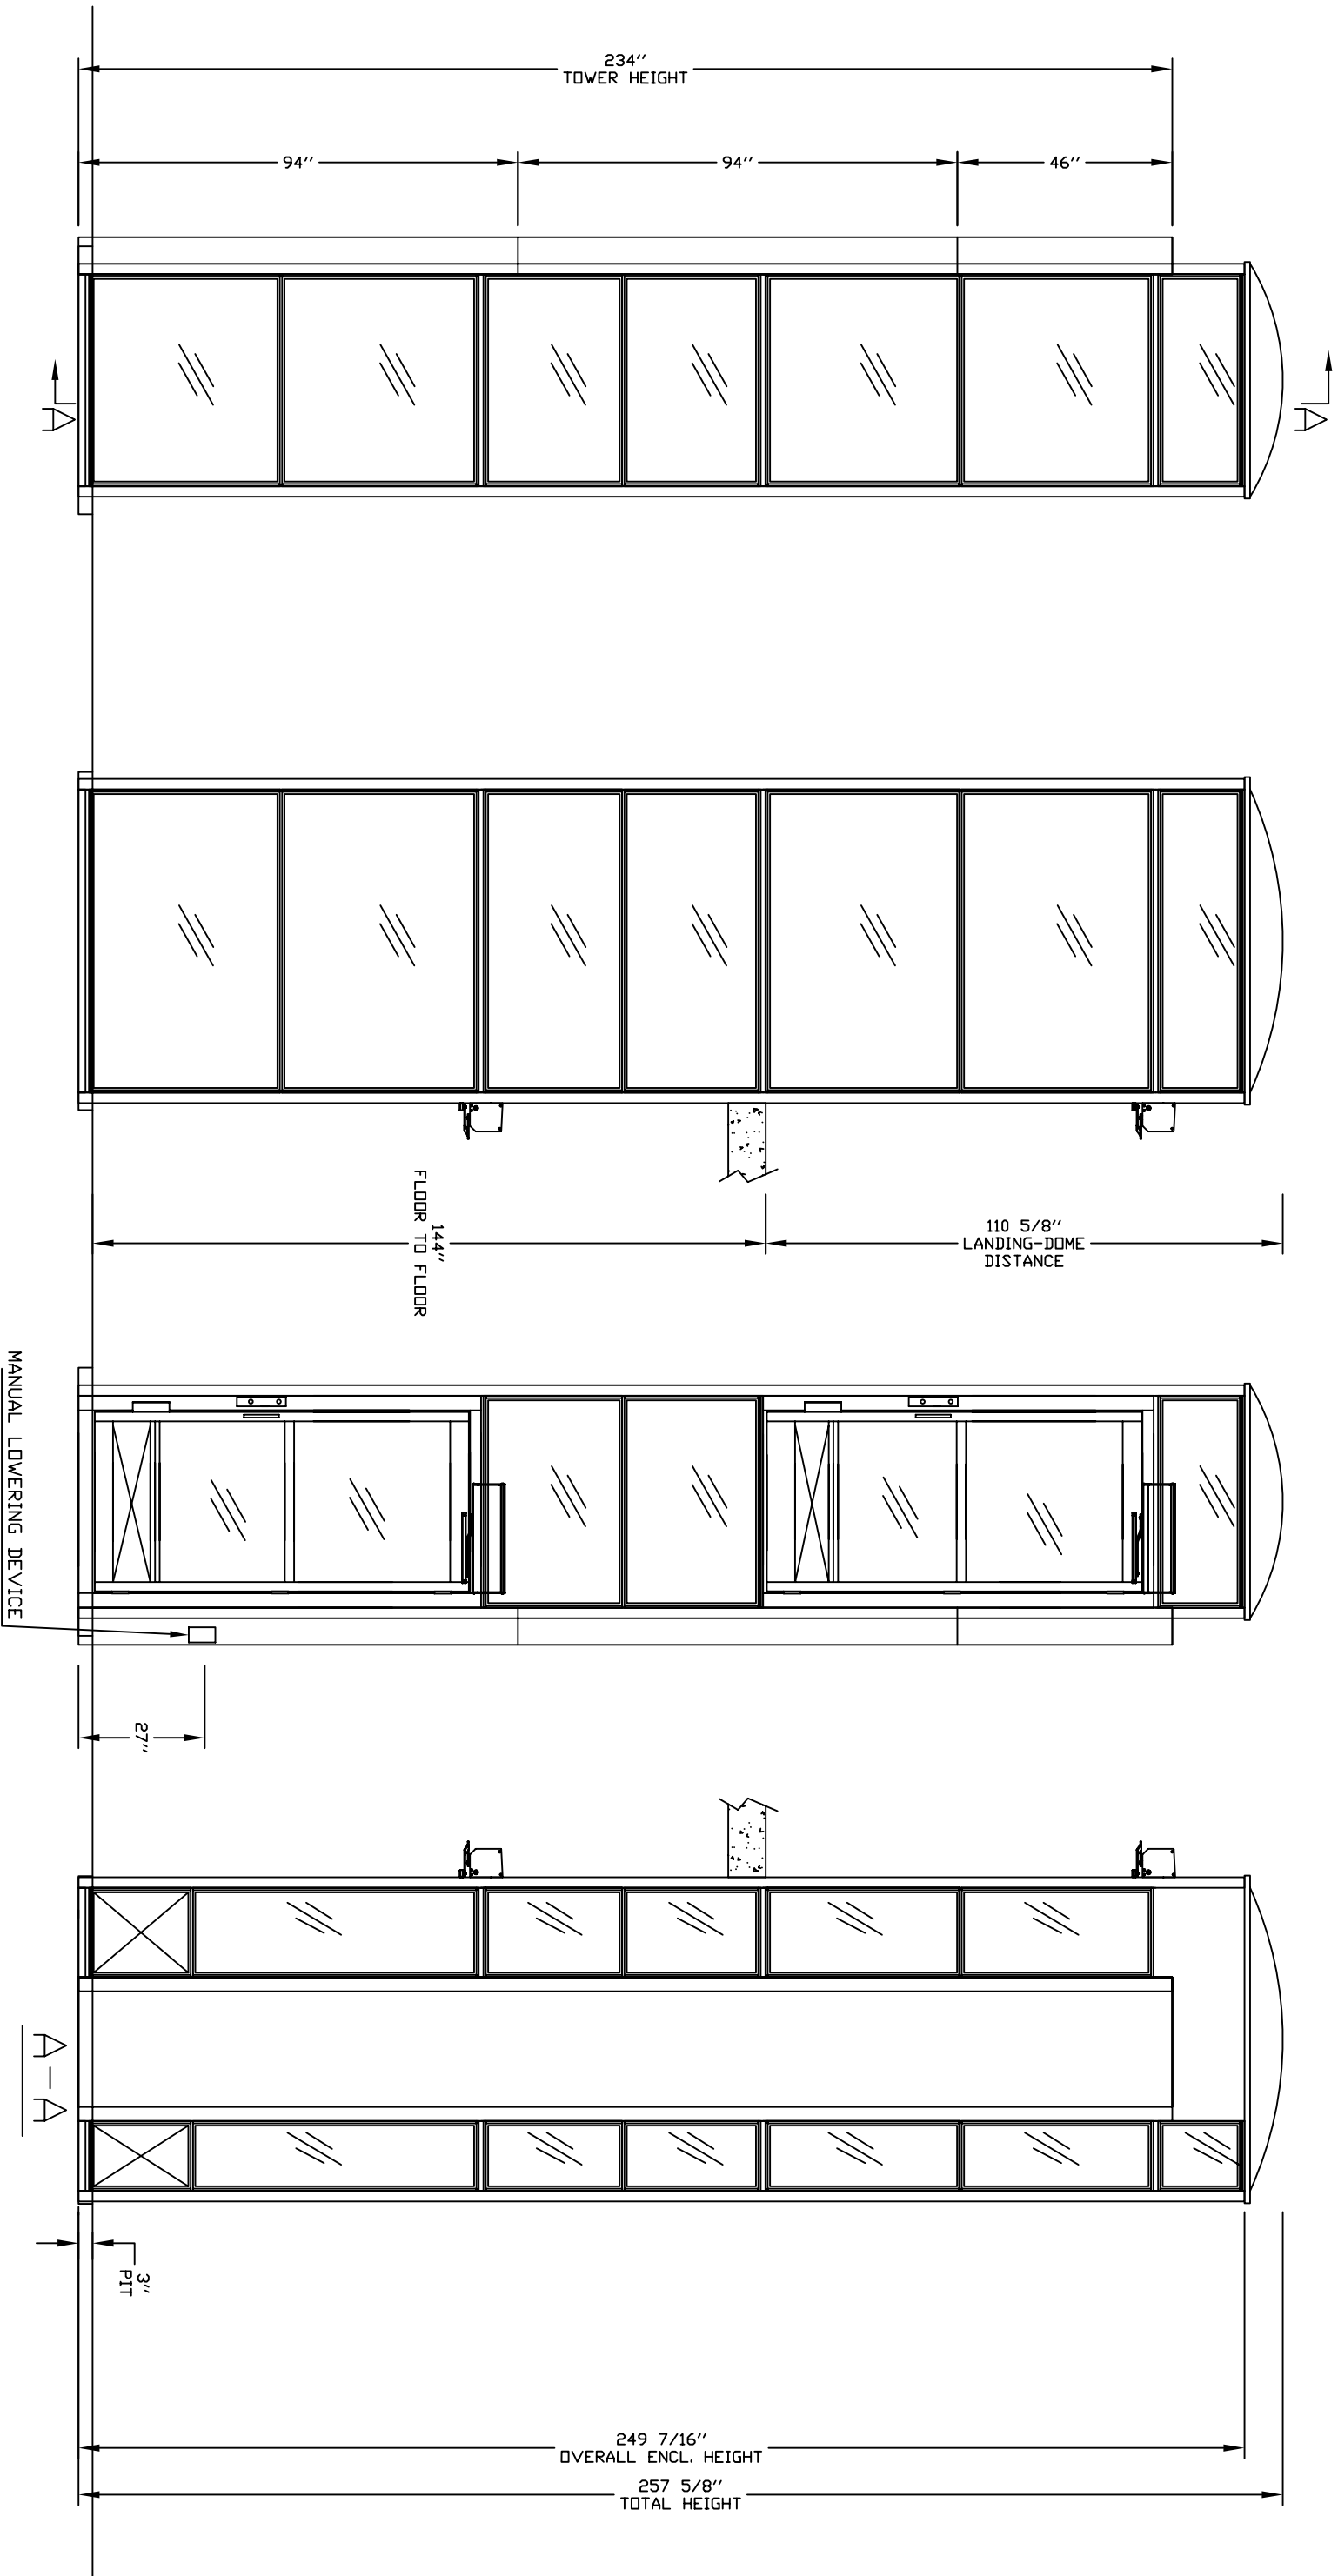 234"
TOWER HEIGHT
94"
94"
46"
A
A
144"
FLOOR TO FLOOR
110 5/8"
LANDING-DOME
DISTANCE
MANUAL LOWERING DEVICE
27"
A-A
3"
PIT
249 7/16"
OVERALL ENCL. HEIGHT
257 5/8"
TOTAL HEIGHT